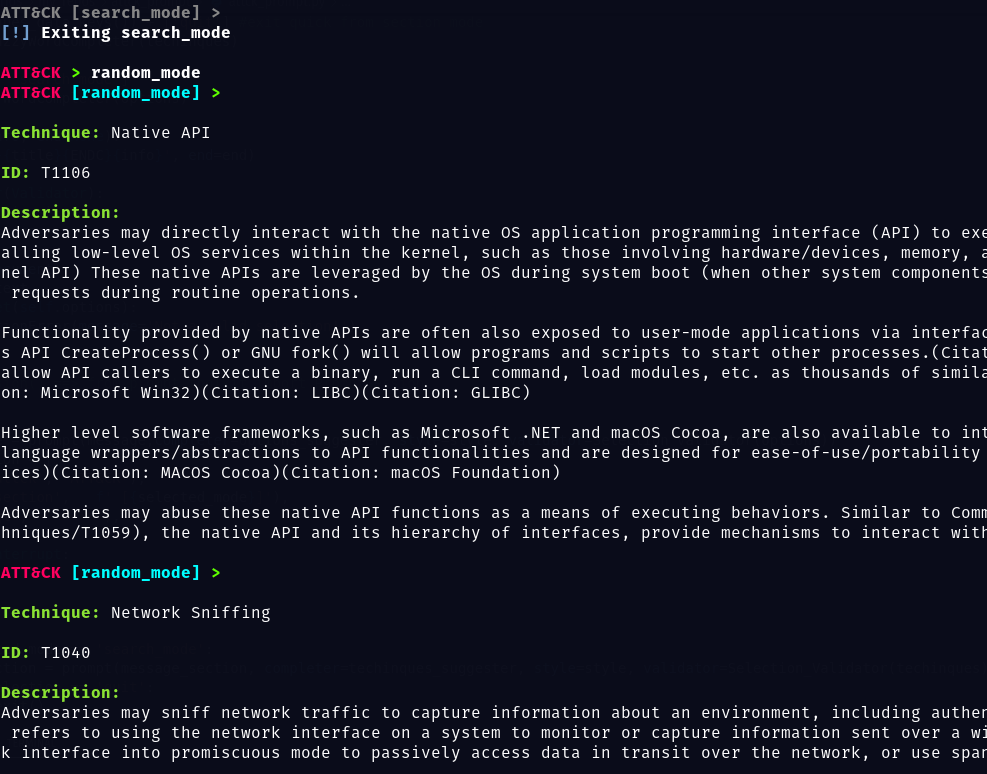 ATT&CK [search_mode] >
[!] Exiting search_mode
ATT&CK > random_mode
ATT&CK [random_mode] >
Technique: Native API
ID: T1106
Description:
Adversaries may directly interact with the native OS application programming interface (API) to exe
alling low-level OS services within the kernel, such as those involving hardware/devices, memory, a
nel API) These native APIs are leveraged by the OS during system boot (when other system components
requests during routine operations.
Functionality provided by native APIs are often also exposed to user-mode applications via interfac
s API CreateProcess() or GNU fork() will allow programs and scripts to start other processes.(Citat
allow API callers to execute a binary, run a CLI command, load modules, etc. as thousands of simila
on: Microsoft Win32)(Citation: LIBC)(Citation: GLIBC)
Higher level software frameworks, such as Microsoft .NET and macOS Cocoa, are also available to int
language wrappers/abstractions to API functionalities and are designed for ease-of-use/portability
ices)(Citation: MACOS Cocoa)(Citation: macOS Foundation)
Adversaries may abuse these native API functions as a means of executing behaviors. Similar to Comm
hniques/T1059), the native API and its hierarchy of interfaces, provide mechanisms to interact with
ATT&CK [random_mode] >
Technique: Network Sniffing
ID: T1040
Description:
Adversaries may sniff network traffic to capture information about an environment, including authen
refers to using the network interface on a system to monitor or capture information sent over a wi
k interface into promiscuous mode to passively access data in transit over the network, or use span